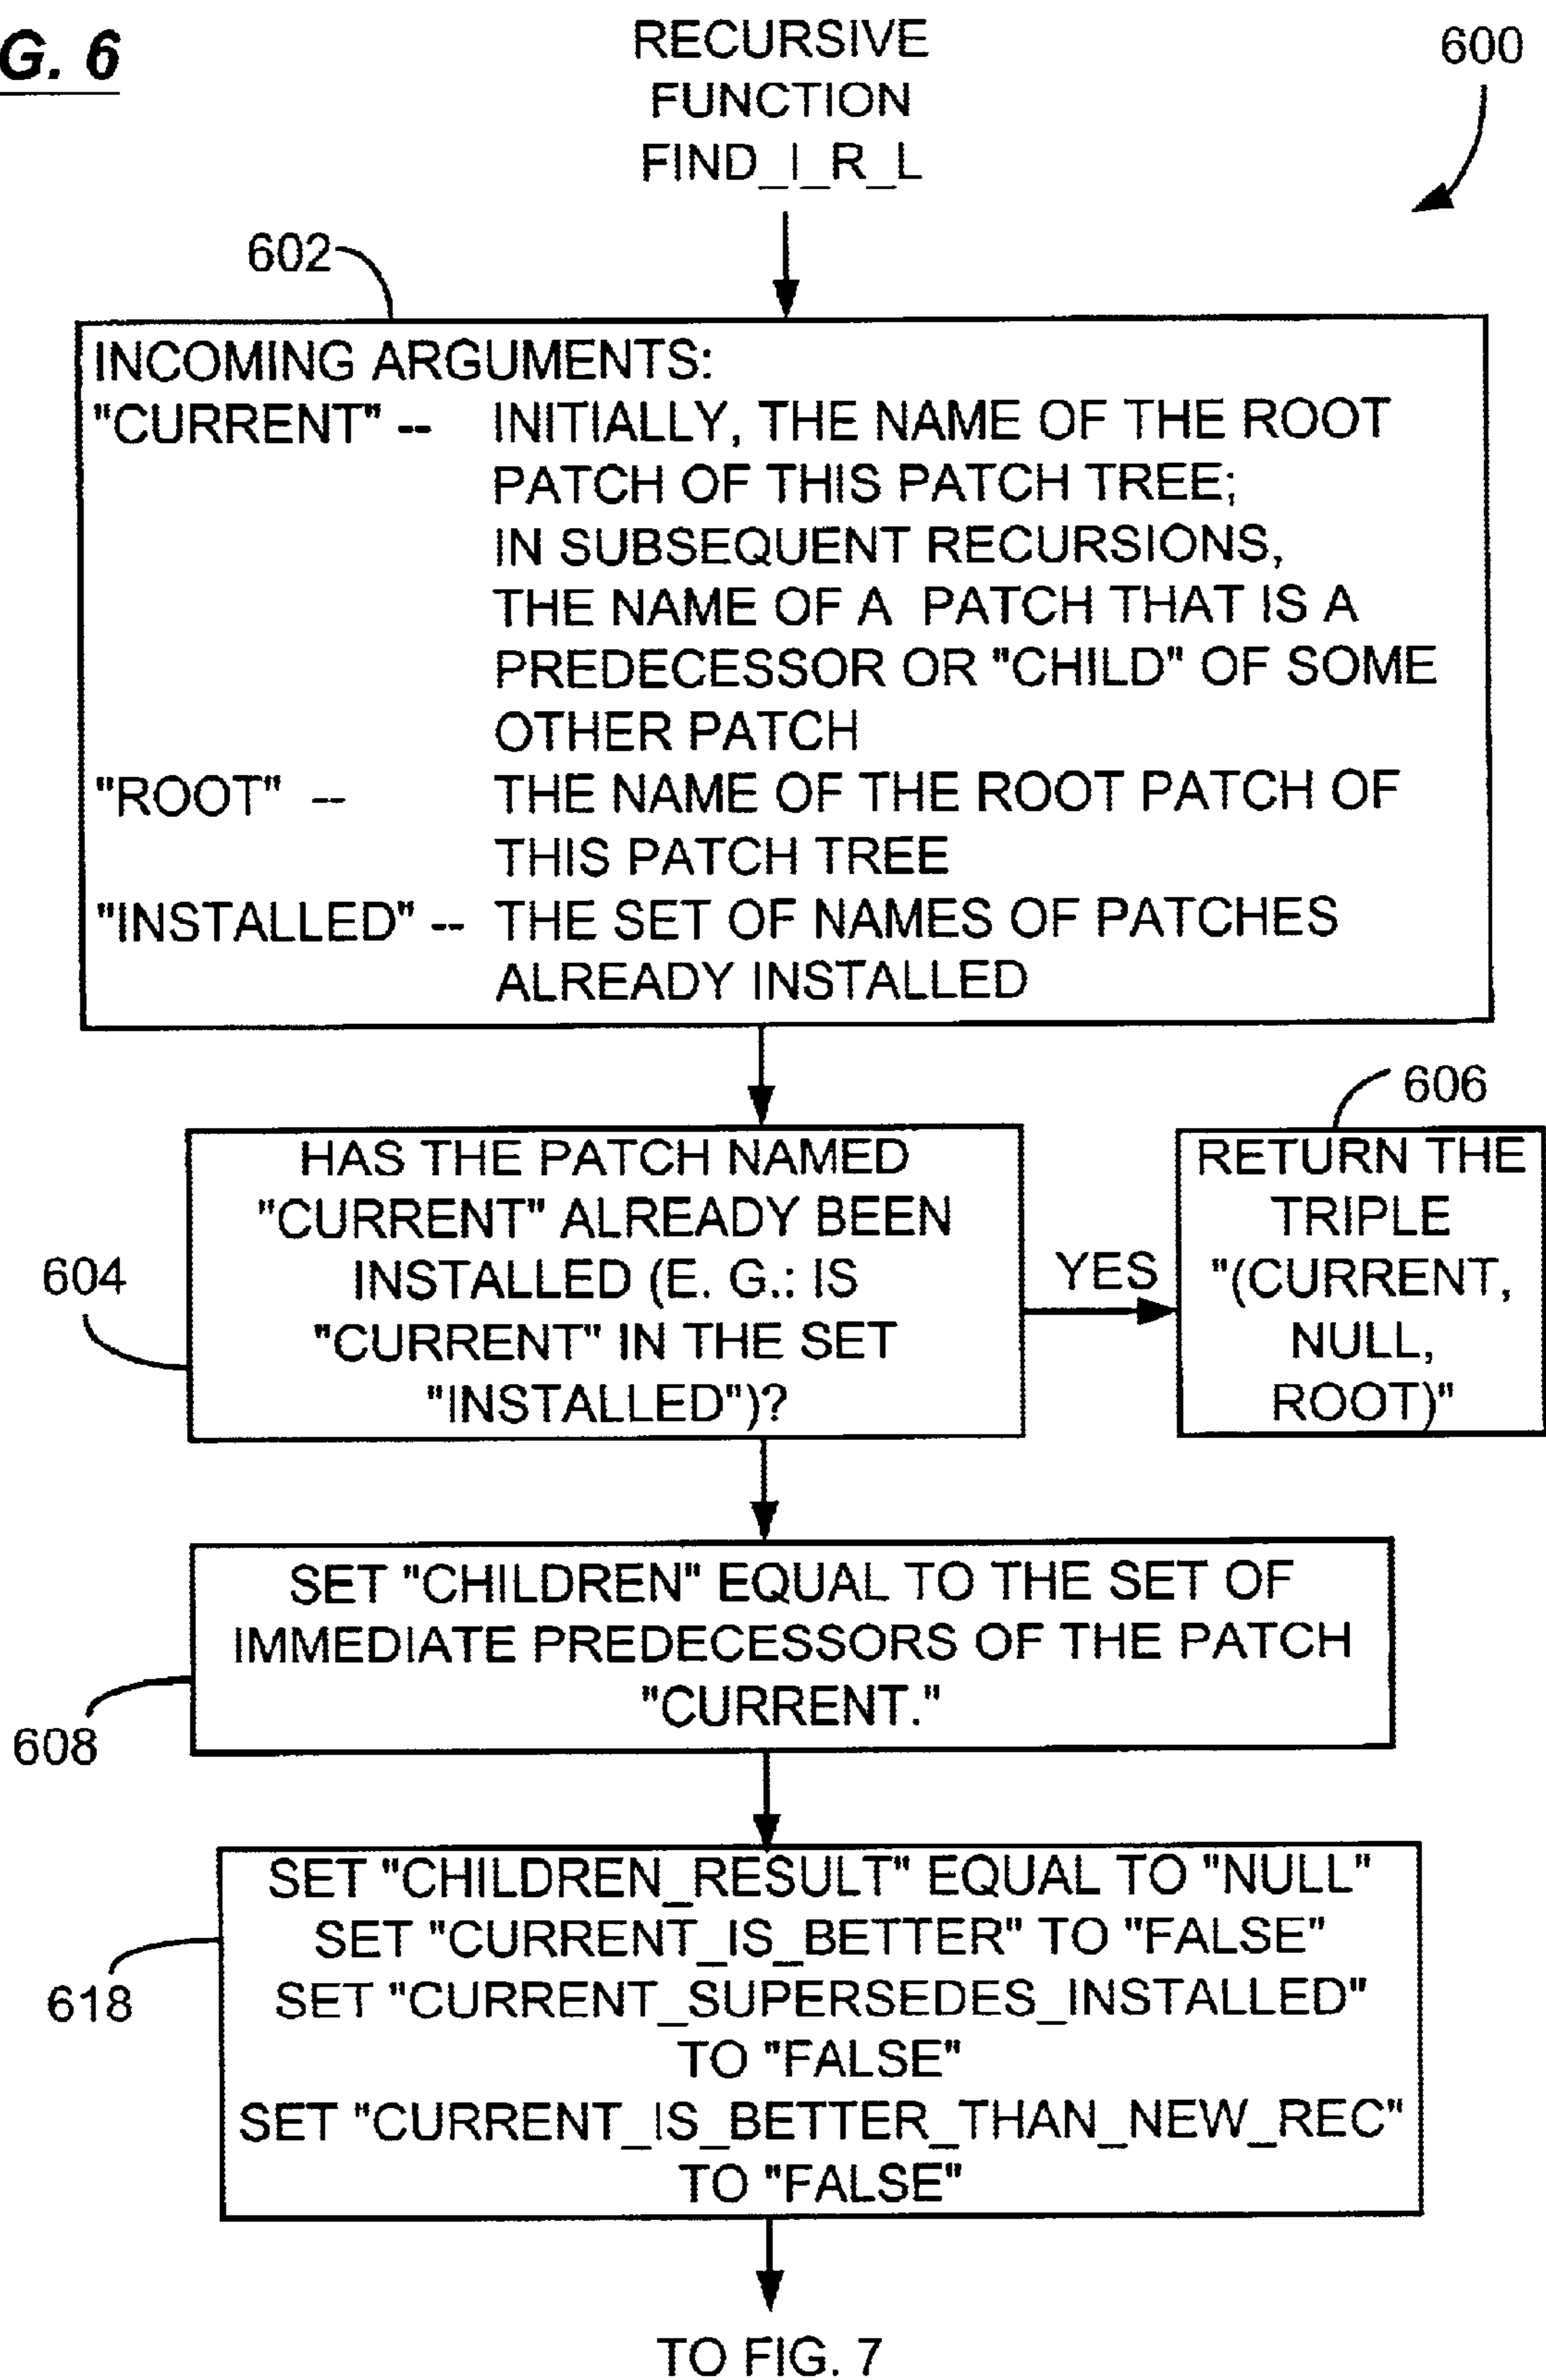 G. 6
RECURSIVE
FUNCTION
FIND_I_R_L
600
602
INCOMING ARGUMENTS:
"CURRENT" -- INITIALLY, THE NAME OF THE ROOT
PATCH OF THIS PATCH TREE;
IN SUBSEQUENT RECURSIONS,
THE NAME OF A PATCH THAT IS A
PREDECESSOR OR "CHILD" OF SOME
OTHER PATCH
"ROOT" -- THE NAME OF THE ROOT PATCH OF
THIS PATCH TREE
"INSTALLED" -- THE SET OF NAMES OF PATCHES
ALREADY INSTALLED
604
HAS THE PATCH NAMED
"CURRENT" ALREADY BEEN
INSTALLED (E. G.: IS
"CURRENT" IN THE SET
"INSTALLED")?
YES
606
RETURN THE
TRIPLE
"(CURRENT,
NULL,
ROOT)"
608
SET "CHILDREN" EQUAL TO THE SET OF
IMMEDIATE PREDECESSORS OF THE PATCH
"CURRENT."
618
SET "CHILDREN_RESULT" EQUAL TO "NULL"
SET "CURRENT_IS_BETTER" TO "FALSE"
SET "CURRENT_SUPERSEDES_INSTALLED"
TO "FALSE"
SET "CURRENT_IS_BETTER_THAN_NEW_REC"
TO "FALSE"
TO FIG. 7